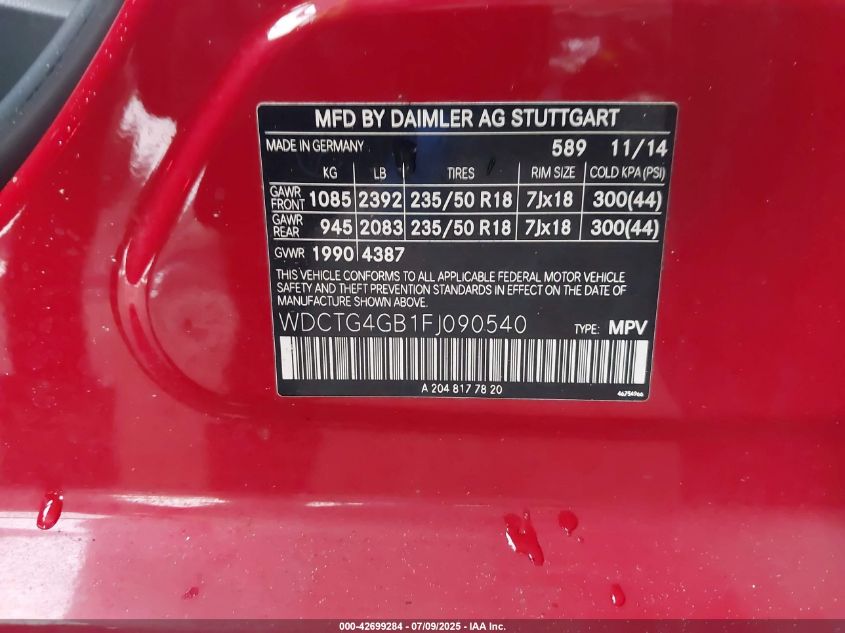 MFD BY DAIMLER AG STUTTGART
MADE IN GERMANY 589 11/14
KG LB TIRES RIM SIZE COLD KPA (PSI)
GAWR FRONT 1085 2392 235/50 R18 7Jx18 300(44)
GAWR REAR 945 2083 235/50 R18 7Jx18 300(44)
GVWR 1990 4387
THIS VEHICLE CONFORMS TO ALL APPLICABLE FEDERAL MOTOR VEHICLE
SAFETY AND THEFT PREVENTION STANDARDS IN EFFECT ON THE DATE OF
MANUFACTURE SHOWN ABOVE.
WDCTG4GB1FJ090540 TYPE: MPV
A 204 817 78 20 46754966
000-42699284 / 07/09/2025 - IAA Inc.